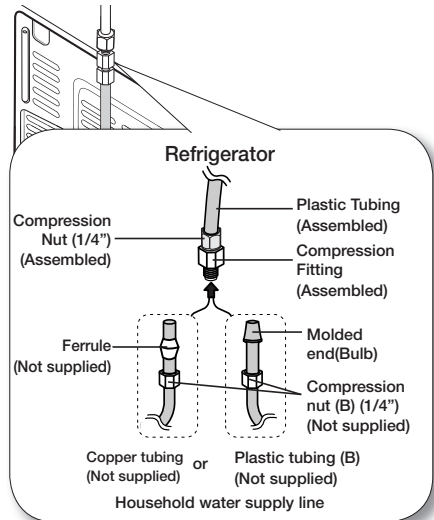 Refrigerator
Compression
Nut (1/4”)
(Assembled)
Plastic Tubing
(Assembled)
Compression
Fitting
(Assembled)
Ferrule
(Not supplied)
Molded
end(Bulb)
Compression
nut (B) (1/4”)
(Not supplied)
Copper tubing
(Not supplied)
or
Plastic tubing (B)
(Not supplied)
Household water supply line